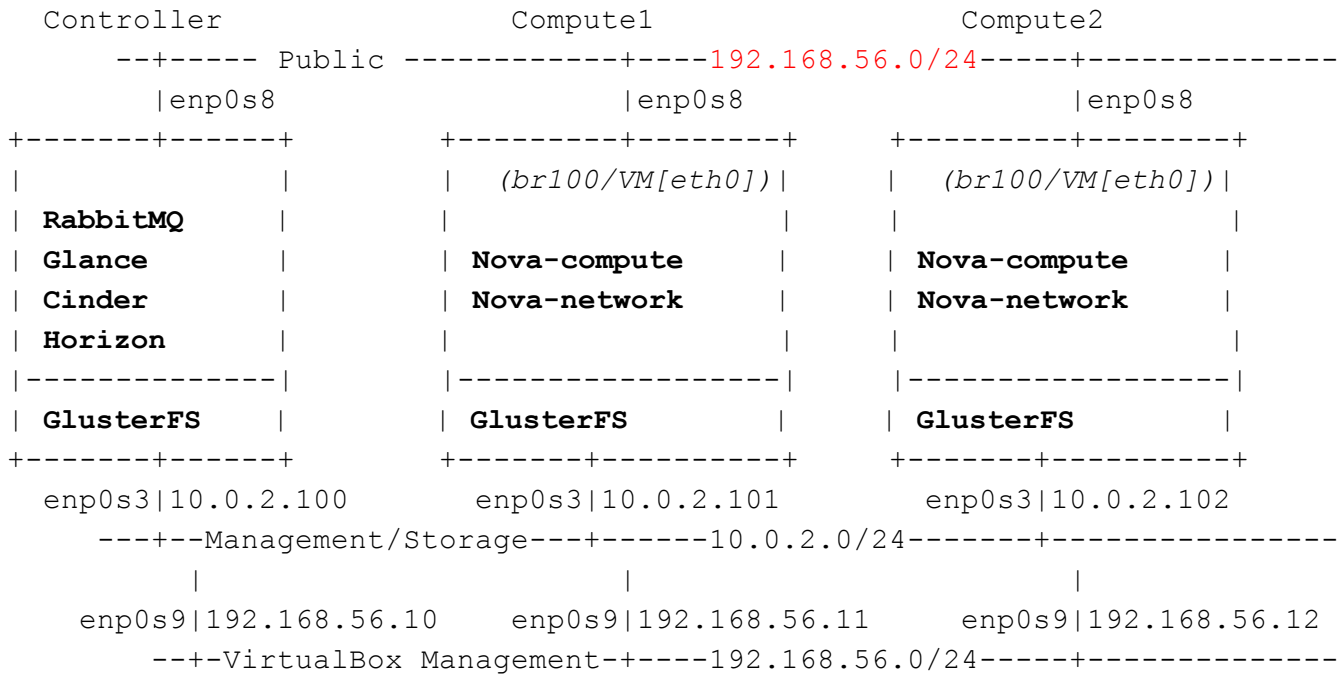 Controller Compute1 Compute2
--+----- Public ------------+----192.168.56.0/24-----+--------------
|enp0s8 |enp0s8 |enp0s8
+-------+------+ +---------+--------+ +---------+--------+
| | | (br100/VM[eth0])| | (br100/VM[eth0])|
| RabbitMQ | | | | |
| Glance | | Nova-compute | | Nova-compute |
| Cinder | | Nova-network | | Nova-network |
| Horizon | | | | |
|--------------| |------------------| |------------------|
| GlusterFS | | GlusterFS | | GlusterFS |
+-------+------+ +-------+----------+ +-------+----------+
enp0s3|10.0.2.100 enp0s3|10.0.2.101 enp0s3|10.0.2.102
---+--Management/Storage---+------10.0.2.0/24-------+----------------
| | |
enp0s9|192.168.56.10 enp0s9|192.168.56.11 enp0s9|192.168.56.12
--+-VirtualBox Management-+----192.168.56.0/24-----+--------------